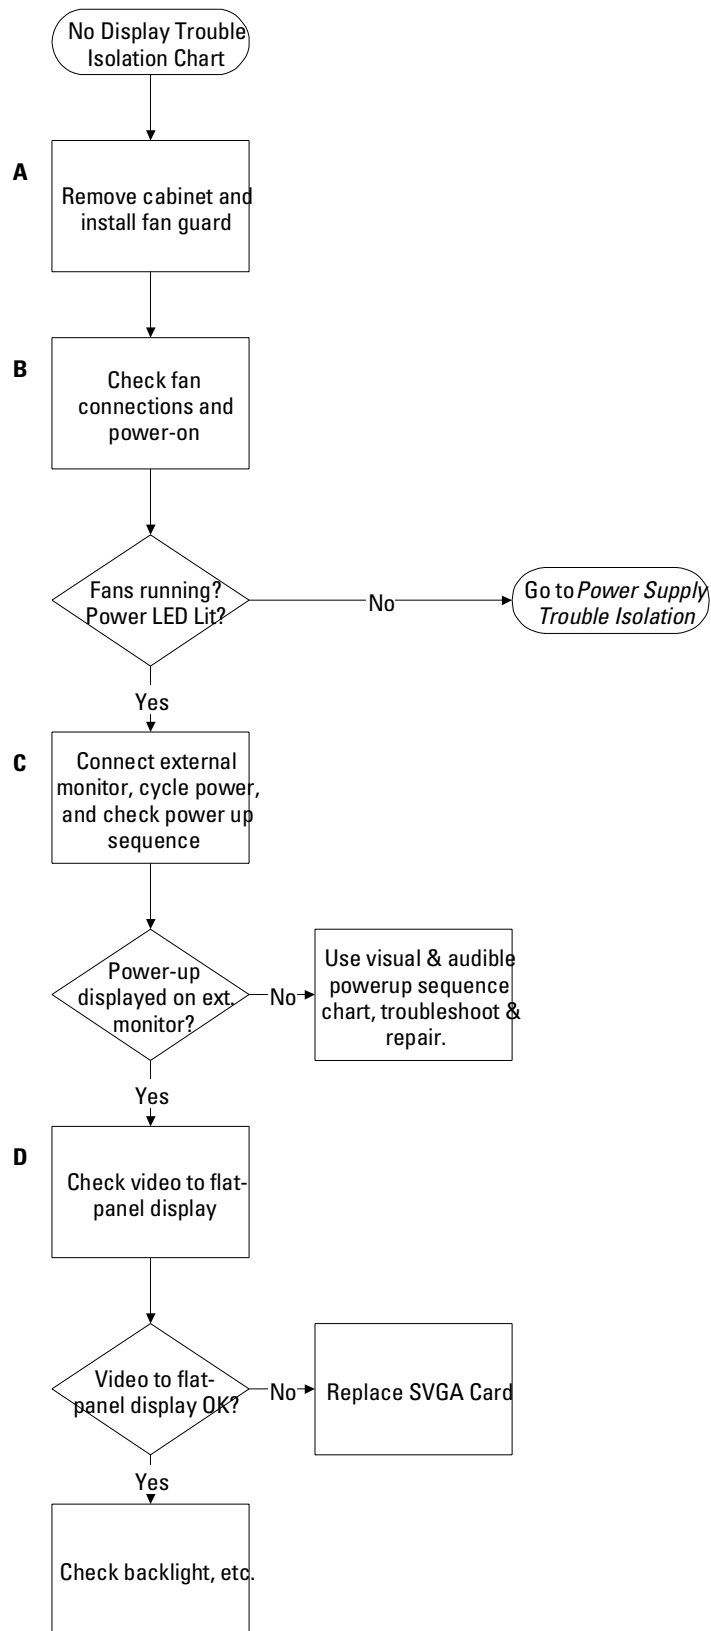 No Display Trouble
Isolation Chart
A
Remove cabinet and
install fan guard
B
Check fan
connections and
power-on
Fans running?
Power LED Lit?
No
Go to Power Supply
Trouble Isolation
Yes
C
Connect external
monitor, cycle power,
and check power up
sequence
Power-up
displayed on ext.
monitor?
No
Use visual & audible
powerup sequence
chart, troubleshoot &
repair.
Yes
D
Check video to flat-
panel display
Video to flat-
panel display OK?
No
Replace SVGA Card
Yes
Check backlight, etc.